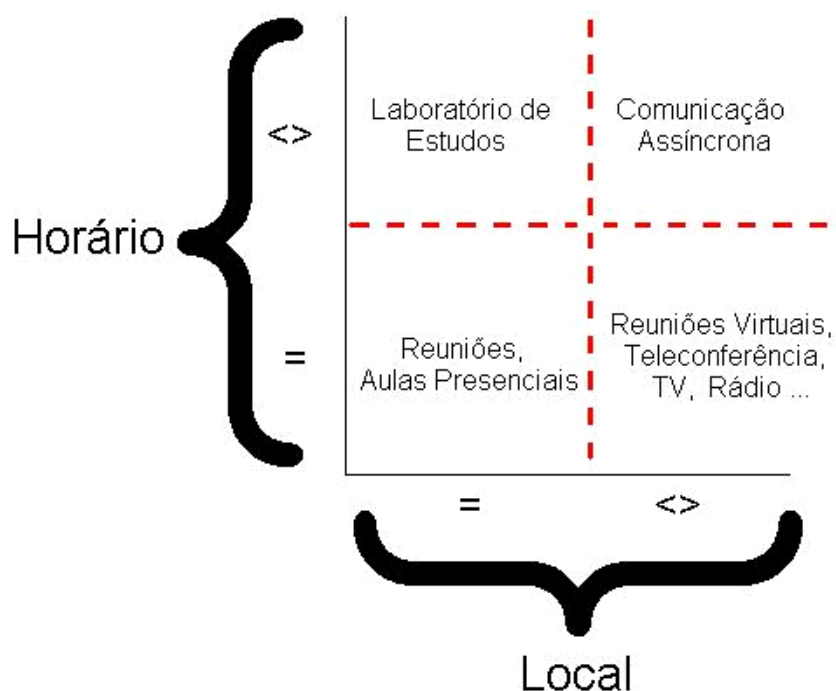 Laboratório de
Estudos
Comunicação
Assíncrona
<>
Horário
=
Reuniões,
Aulas Presenciais
Reuniões Virtuais,
Teleconferência,
TV, Rádio ...
=
<>
Local